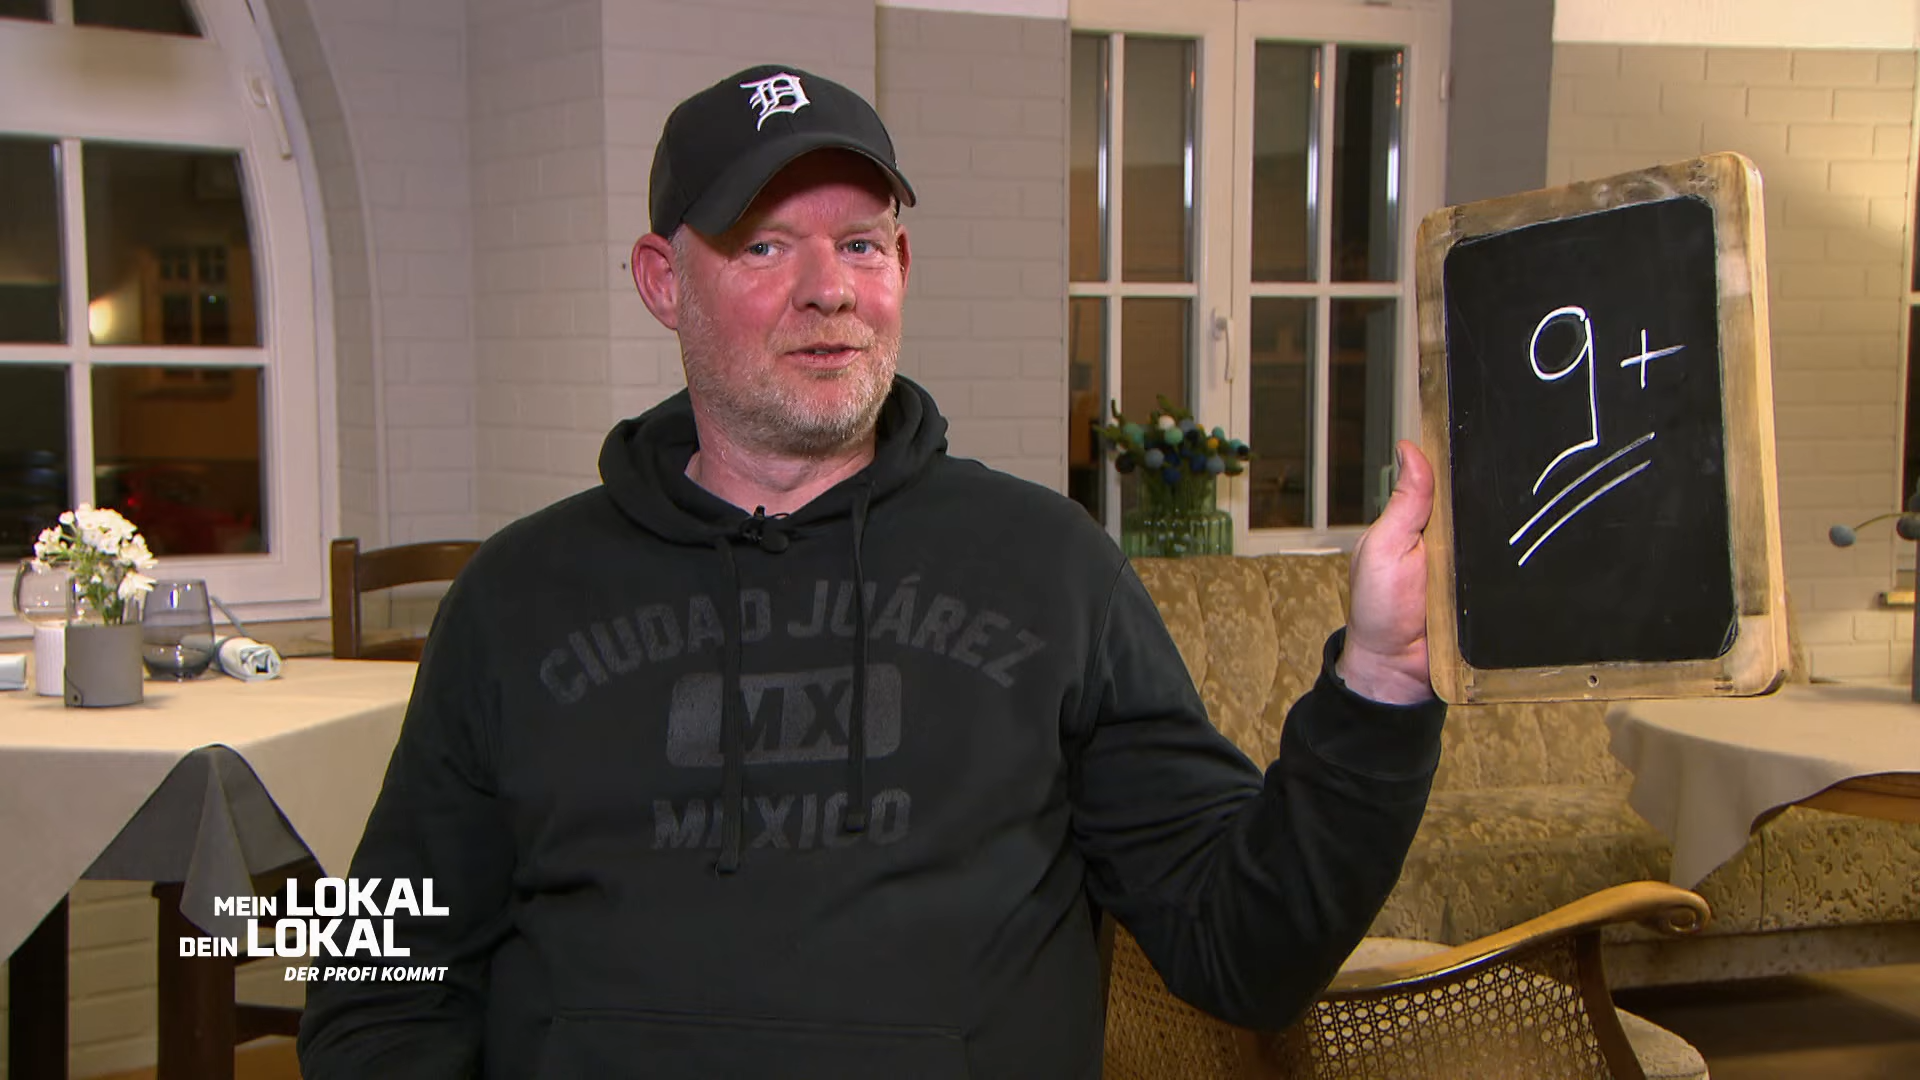 D
9+
CIUDAD JUÁREZ
MX
MEXICO
MEIN LOKAL
DEIN LOKAL
DER PROFI KOMMT